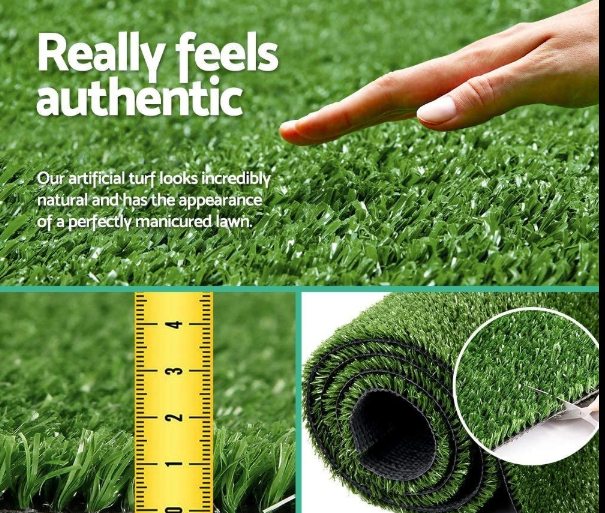 Really feels
authentic
Our artificial turf looks incredibly
natural and has the appearance
of a perfectly manicured lawn.
4
3
2
1
0